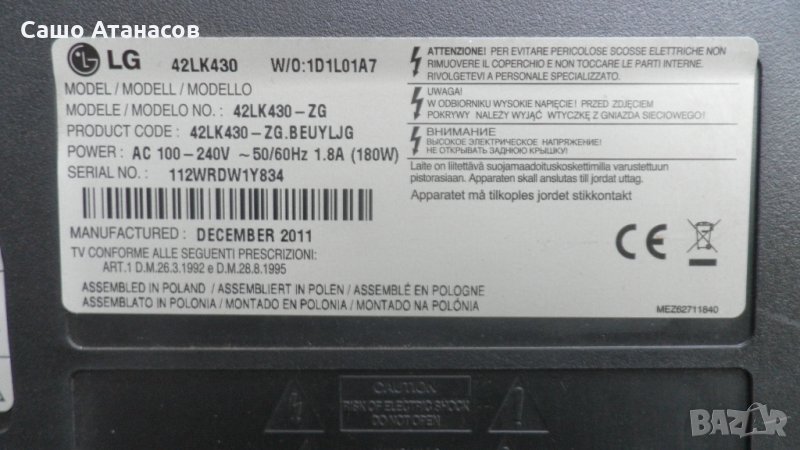 Сашо Атанасов
LG 42LK430 W/O:1D1L01A7
MODEL / MODELL / MODELLO
MODELE / MODELO NO. : 42LK430-ZG
PRODUCT CODE : 42LK430-ZG.BEUYLJG
POWER : AC 100-240V ~50/60Hz 1.8A (180W)
SERIAL NO. : 112WRDW1Y834
MANUFACTURED : DECEMBER 2011
TV CONFORME ALLE SEGUENTI PRESCRIZIONI:
ART.1 D.M.26.3.1992 e D.M.28.8.1995
ASSEMBLED IN POLAND / ASSEMBLIERT IN POLEN / ASSEMBLÉ EN POLOGNE
ASSEMBLATO IN POLONIA / MONTADO EN POLONIA / MONTADO NA POLÓNIA
ATTENZIONE! PER EVITARE PERICOLOSE SCOSSE ELETTRICHE NON
RIMUOVERE IL COPERCHIO E NON TOCCARE LE PARTI INTERNE.
RIVOLGETEVI A PERSONALE SPECIALIZZATO.
UWAGA!
W ODBIORNIKU WYSOKIE NAPIĘCIE! PRZED ZDJĘCIEM
POKRYWY NALEŻY WYJĄĆ WTYCZKĘ Z GNIAZDA SIECIOWEGO!
ВНИМАНИЕ
ВЫСОКОЕ ЭЛЕКТРИЧЕСКОЕ НАПРЯЖЕНИЕ!
НЕ ОТКРЫВАТЬ ЗАДНЮЮ КРЫШКУ!
Laite on liitettävä suojamaadoituskoskettimilla varustettuun
pistorasiaan. Apparaten skall anslutas till jordat uttag.
Apparatet må tilkoples jordet stikkontakt
CE
MEZ62711840
CAUTION
RISK OF ELECTRIC SHOCK
DO NOT OPEN
BAZAR